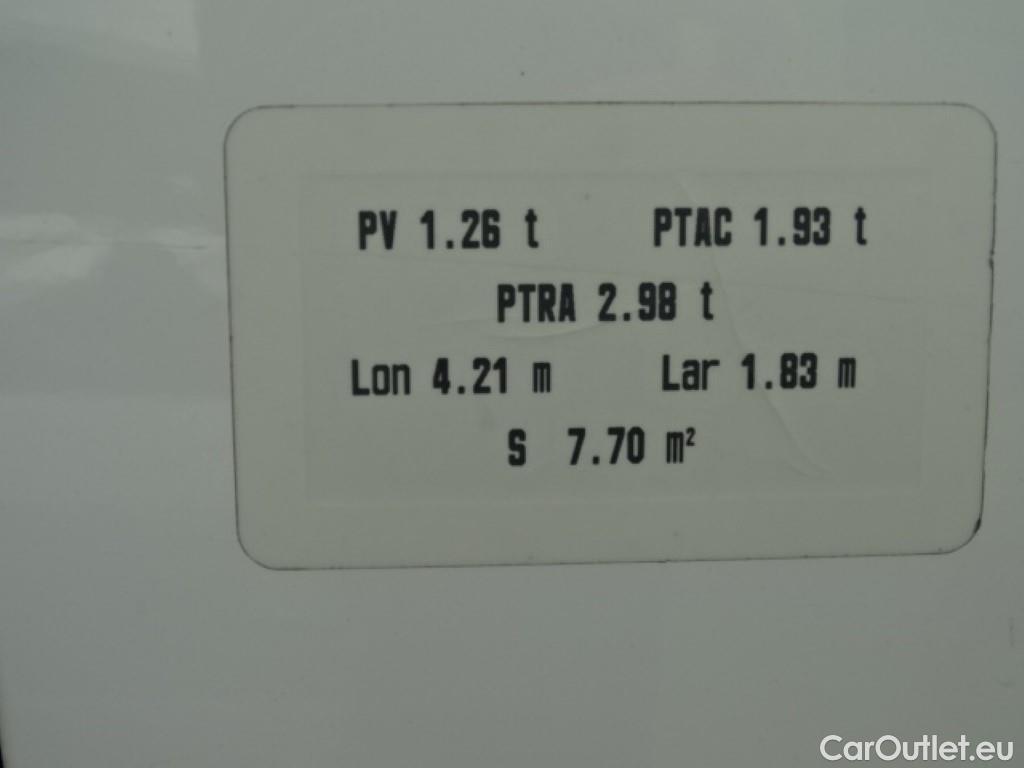 PV 1.26 t PTAC 1.93 t
PTRA 2.98 t
Lon 4.21 m Lar 1.83 m
S 7.70 m²
CarOutlet.eu